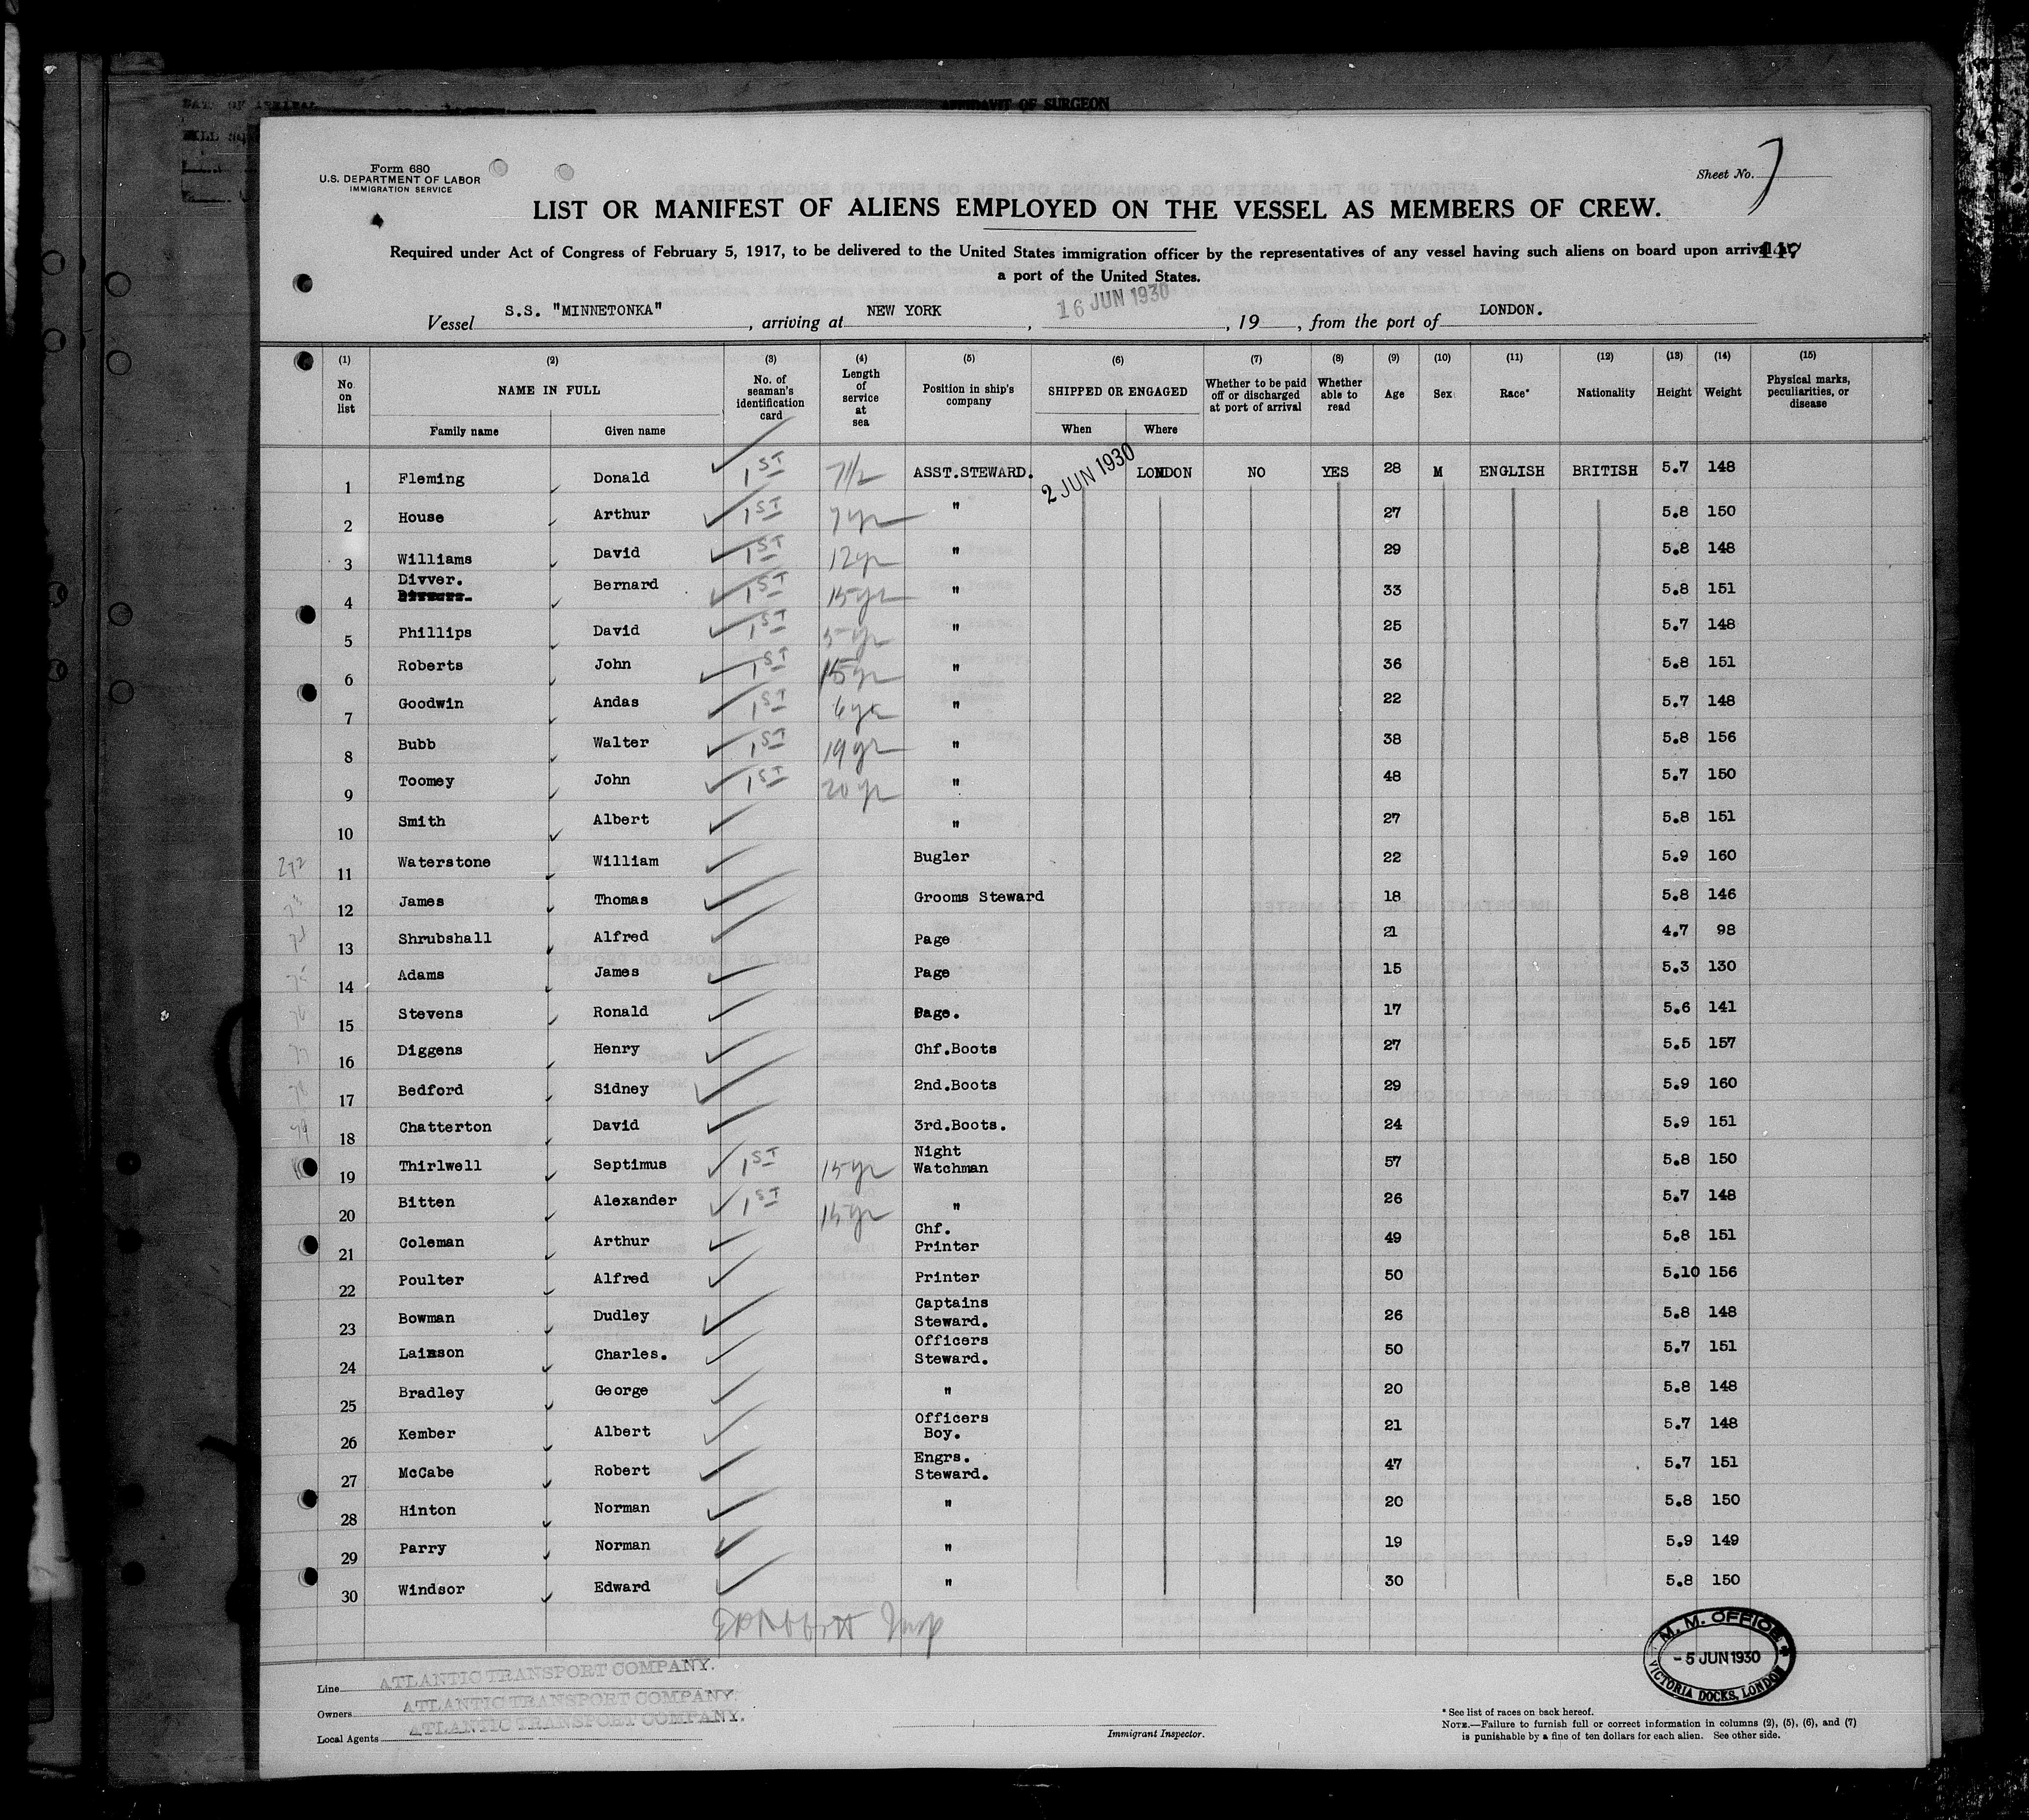 AFFIDAVIT OF SURGEON
Form 680
U.S. DEPARTMENT OF LABOR
IMMIGRATION SERVICE
Sheet No. 7
LIST OR MANIFEST OF ALIENS EMPLOYED ON THE VESSEL AS MEMBERS OF CREW.
Required under Act of Congress of February 5, 1917, to be delivered to the United States immigration officer by the representatives of any vessel having such aliens on board upon arrival at
a port of the United States.
Vessel S.S. "MINNETONKA", arriving at NEW YORK, 16 JUN 1930, 19 , from the port of LONDON.
(1) (2) (3) (4) (5) (6) (7) (8) (9) (10) (11) (12) (13) (14) (15)
No on list NAME IN FULL No. of seaman's identification card Length of service at sea Position in ship's company SHIPPED OR ENGAGED Whether to be paid off or discharged at port of arrival Whether able to read Age Sex Race* Nationality Height Weight Physical marks, peculiarities, or disease
Family name Given name When Where
1 Fleming Donald 1ST 7½ ASST.STEWARD. 2 JUN 1930 LONDON NO YES 28 M ENGLISH BRITISH 5.7 148
2 House Arthur 1ST 7yr " 27 5.8 150
3 Williams David 1ST 12yr " 29 5.8 148
4 Divver. Bernard 1ST 15yr " 33 5.8 151
5 Phillips David 1ST 5yr " 25 5.7 148
6 Roberts John 1ST 15yr " 36 5.8 151
7 Goodwin Andas 1ST 6yr " 22 5.7 148
8 Bubb Walter 1ST 19yr " 38 5.8 156
9 Toomey John 1ST 20yr " 48 5.7 150
10 Smith Albert " 27 5.8 151
11 Waterstone William Bugler 22 5.9 160
12 James Thomas Grooms Steward 18 5.8 146
13 Shrubshall Alfred Page 21 4.7 98
14 Adams James Page 15 5.3 130
15 Stevens Ronald Page. 17 5.6 141
16 Diggens Henry Chf.Boots 27 5.5 157
17 Bedford Sidney 2nd.Boots 29 5.9 160
18 Chatterton David 3rd.Boots. 24 5.9 151
19 Thirlwell Septimus 1ST 15yr Night Watchman 57 5.8 150
20 Bitten Alexander 1ST 15yr " 26 5.7 148
21 Coleman Arthur Chf. Printer 49 5.8 151
22 Poulter Alfred Printer 50 5.10 156
23 Bowman Dudley Captains Steward. 26 5.8 148
24 Lainson Charles. Officers Steward. 50 5.7 151
25 Bradley George " 20 5.8 148
26 Kember Albert Officers Boy. 21 5.7 148
27 McCabe Robert Engrs. Steward. 47 5.7 151
28 Hinton Norman " 20 5.8 150
29 Parry Norman " 19 5.9 149
30 Windsor Edward " 30 5.8 150
M. M. OFFICE
-5 JUN 1930
VICTORIA DOCKS, LONDON
Line ATLANTIC TRANSPORT COMPANY.
Owners ATLANTIC TRANSPORT COMPANY.
Local Agents ATLANTIC TRANSPORT COMPANY.
Immigrant Inspector.
* See list of races on back hereof.
NOTE.—Failure to furnish full or correct information in columns (2), (5), (6), and (7)
is punishable by a fine of ten dollars for each alien. See other side.